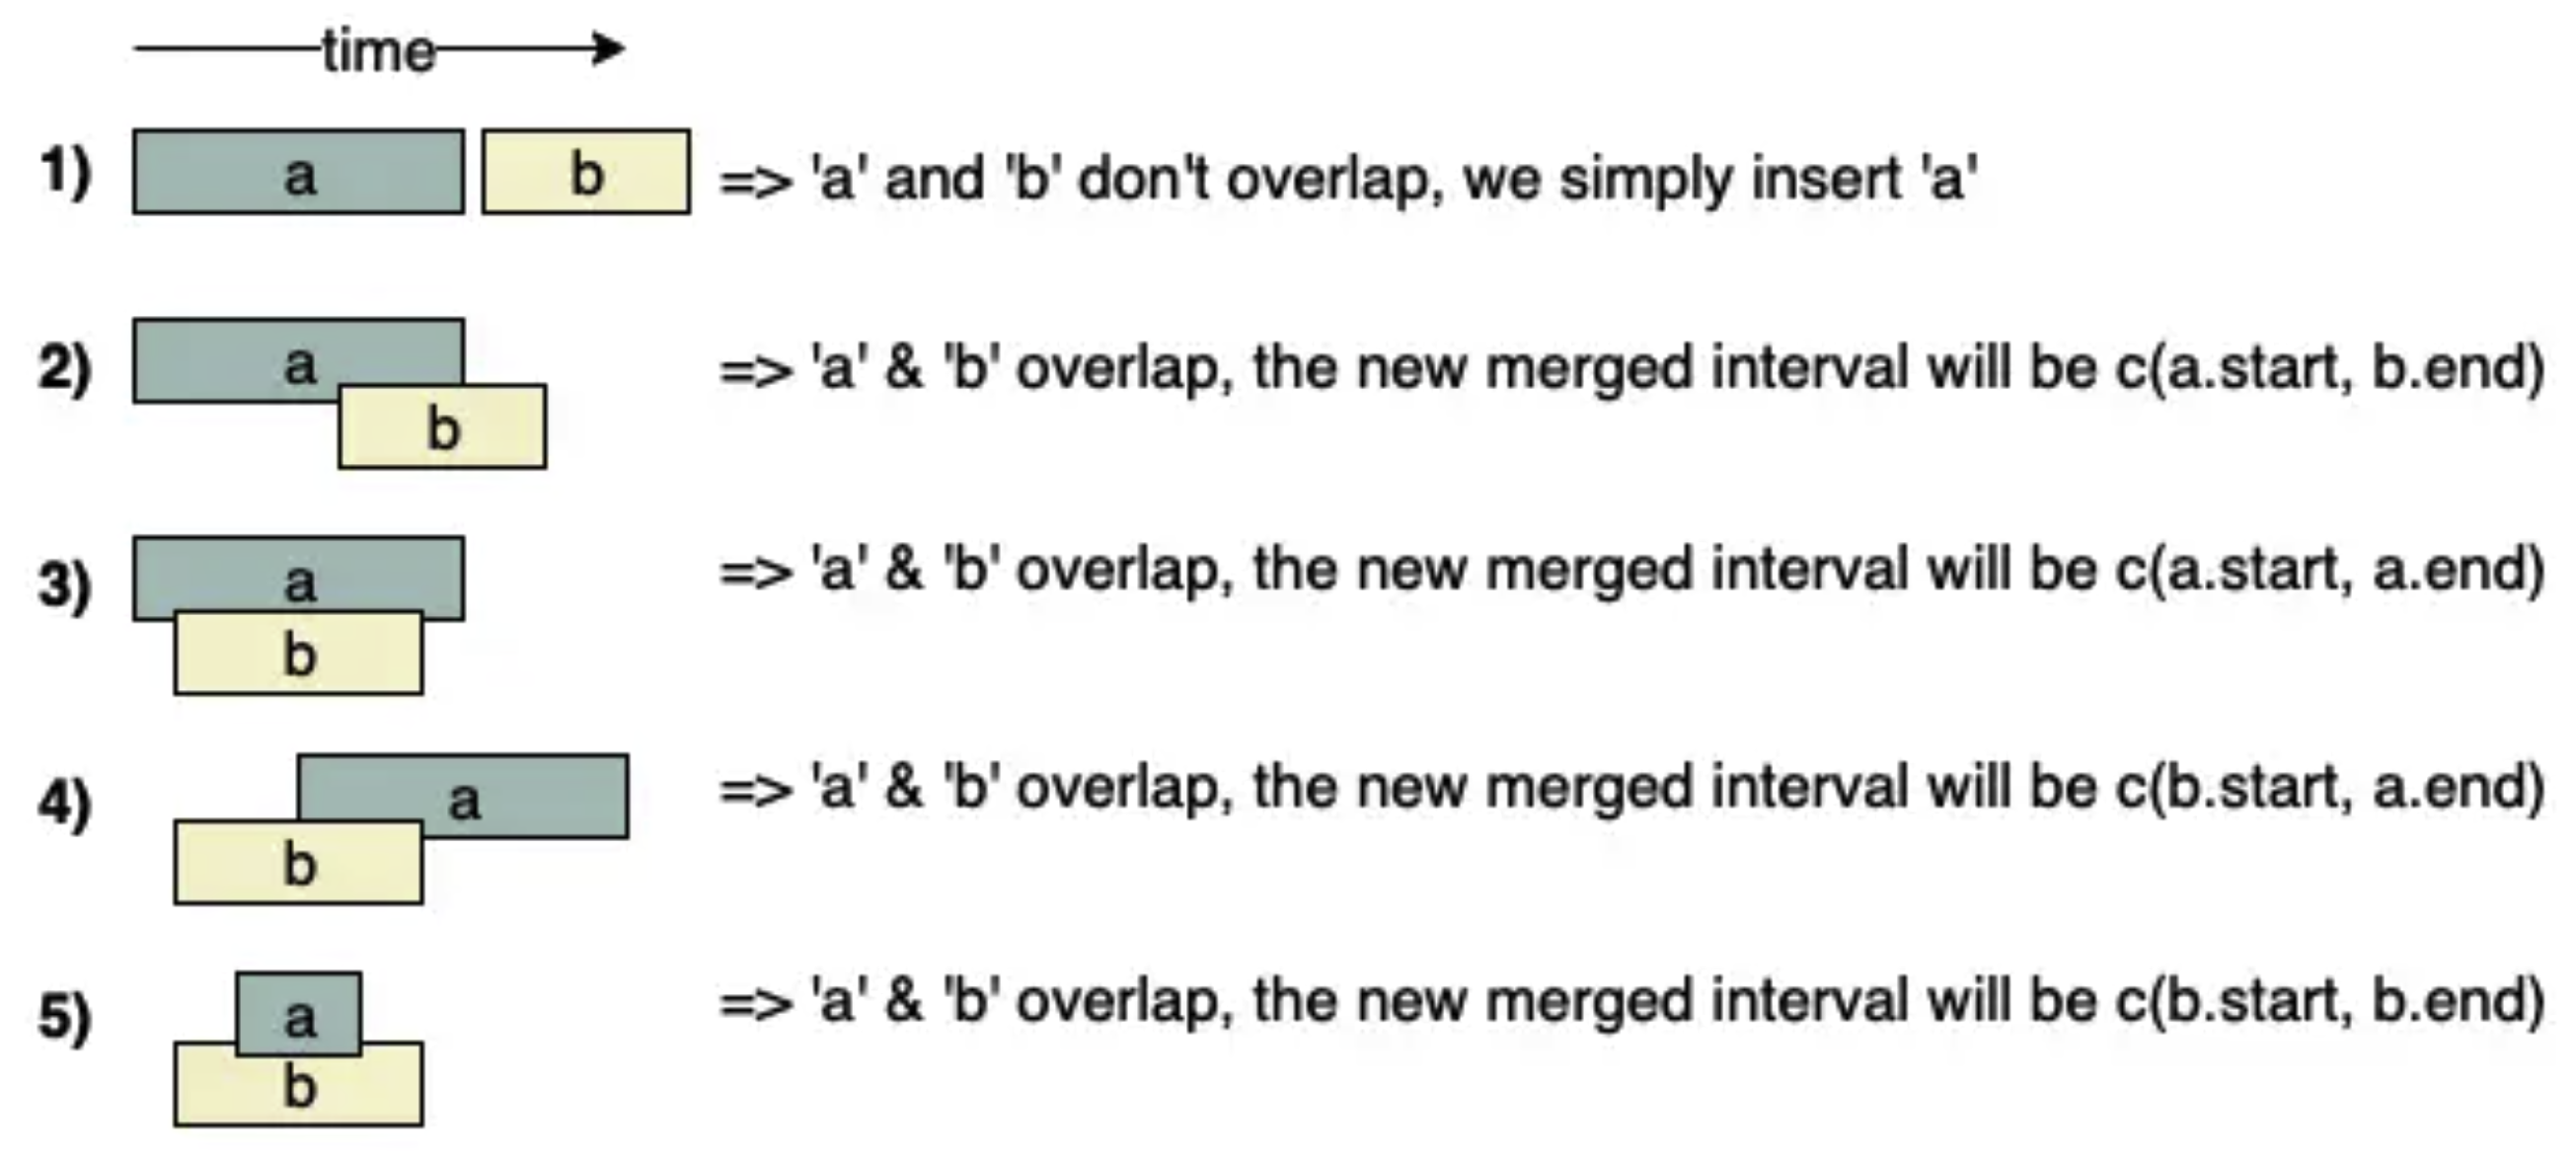 time
1) a b => 'a' and 'b' don't overlap, we simply insert 'a'
2) a => 'a' & 'b' overlap, the new merged interval will be c(a.start, b.end)
b
3) a => 'a' & 'b' overlap, the new merged interval will be c(a.start, a.end)
b
4) a => 'a' & 'b' overlap, the new merged interval will be c(b.start, a.end)
b
5) a => 'a' & 'b' overlap, the new merged interval will be c(b.start, b.end)
b